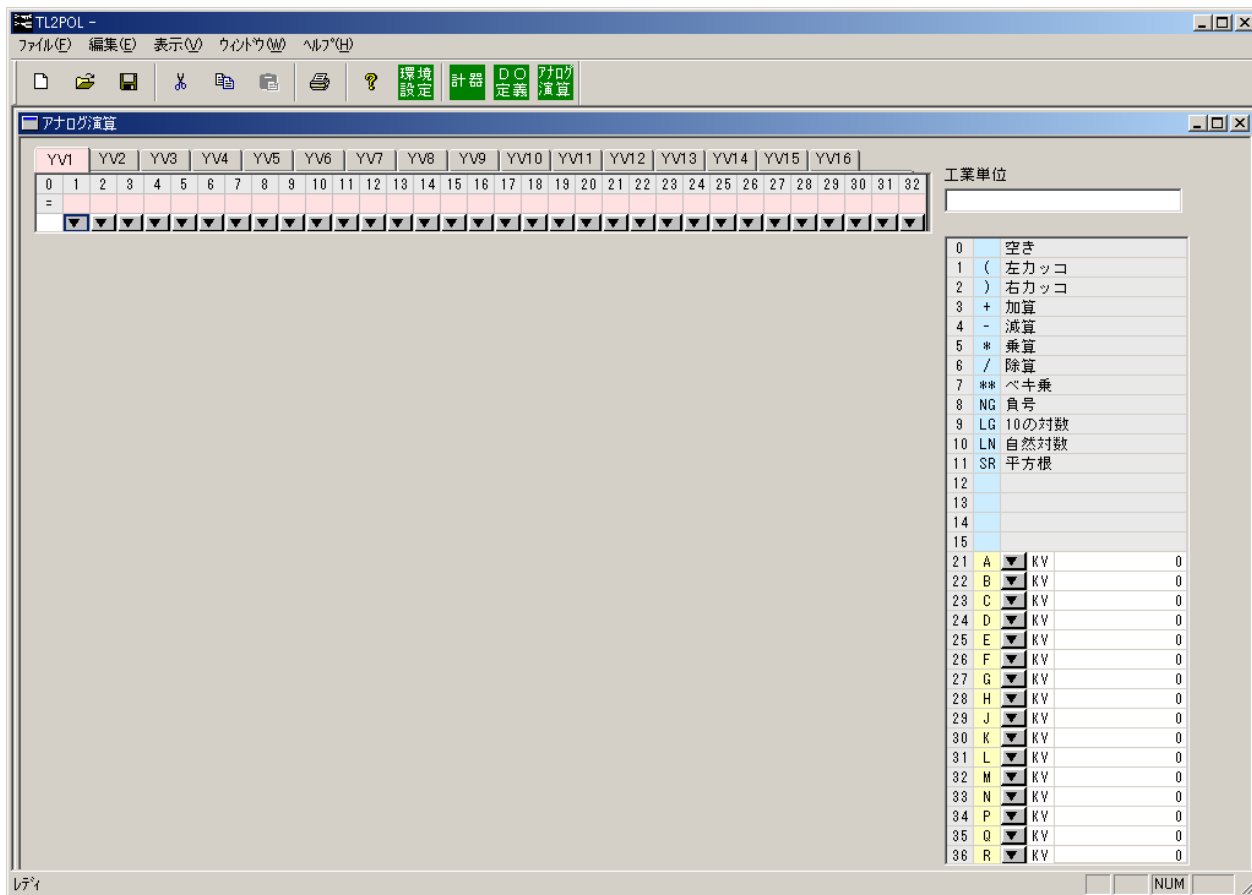 TL2POL -
ﾌｧｲﾙ(F) 編集(E) 表示(V) ｳｨﾝﾄﾞｳ(W) ﾍﾙﾌﾟ(H)
環境設定 計器 DO定義 ｱﾅﾛｸﾞ演算
アナログ演算
YV1 YV2 YV3 YV4 YV5 YV6 YV7 YV8 YV9 YV10 YV11 YV12 YV13 YV14 YV15 YV16
0 1 2 3 4 5 6 7 8 9 10 11 12 13 14 15 16 17 18 19 20 21 22 23 24 25 26 27 28 29 30 31 32
=
工業単位
0 空き
1 ( 左カッコ
2 ) 右カッコ
3 + 加算
4 - 減算
5 * 乗算
6 / 除算
7 ** ベキ乗
8 NG 負号
9 LG 10の対数
10 LN 自然対数
11 SR 平方根
12
13
14
15
21 A ▼ KV 0
22 B ▼ KV 0
23 C ▼ KV 0
24 D ▼ KV 0
25 E ▼ KV 0
26 F ▼ KV 0
27 G ▼ KV 0
28 H ▼ KV 0
29 J ▼ KV 0
30 K ▼ KV 0
31 L ▼ KV 0
32 M ▼ KV 0
33 N ▼ KV 0
34 P ▼ KV 0
35 Q ▼ KV 0
36 R ▼ KV 0
ﾚﾃﾞｨ NUM